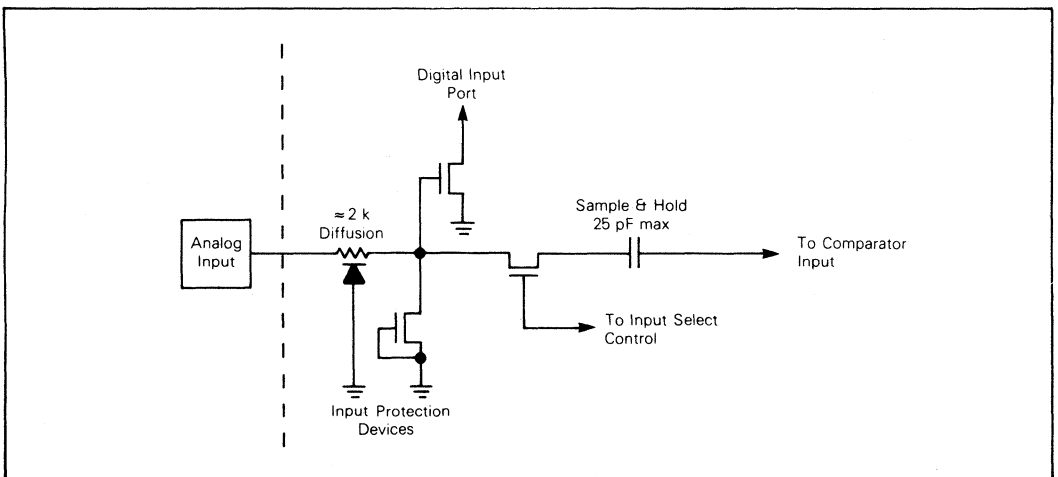 Digital Input
Port
≈2 k
Diffusion
Sample & Hold
25 pF max
Analog
Input
To Comparator
Input
To Input Select
Control
Input Protection
Devices